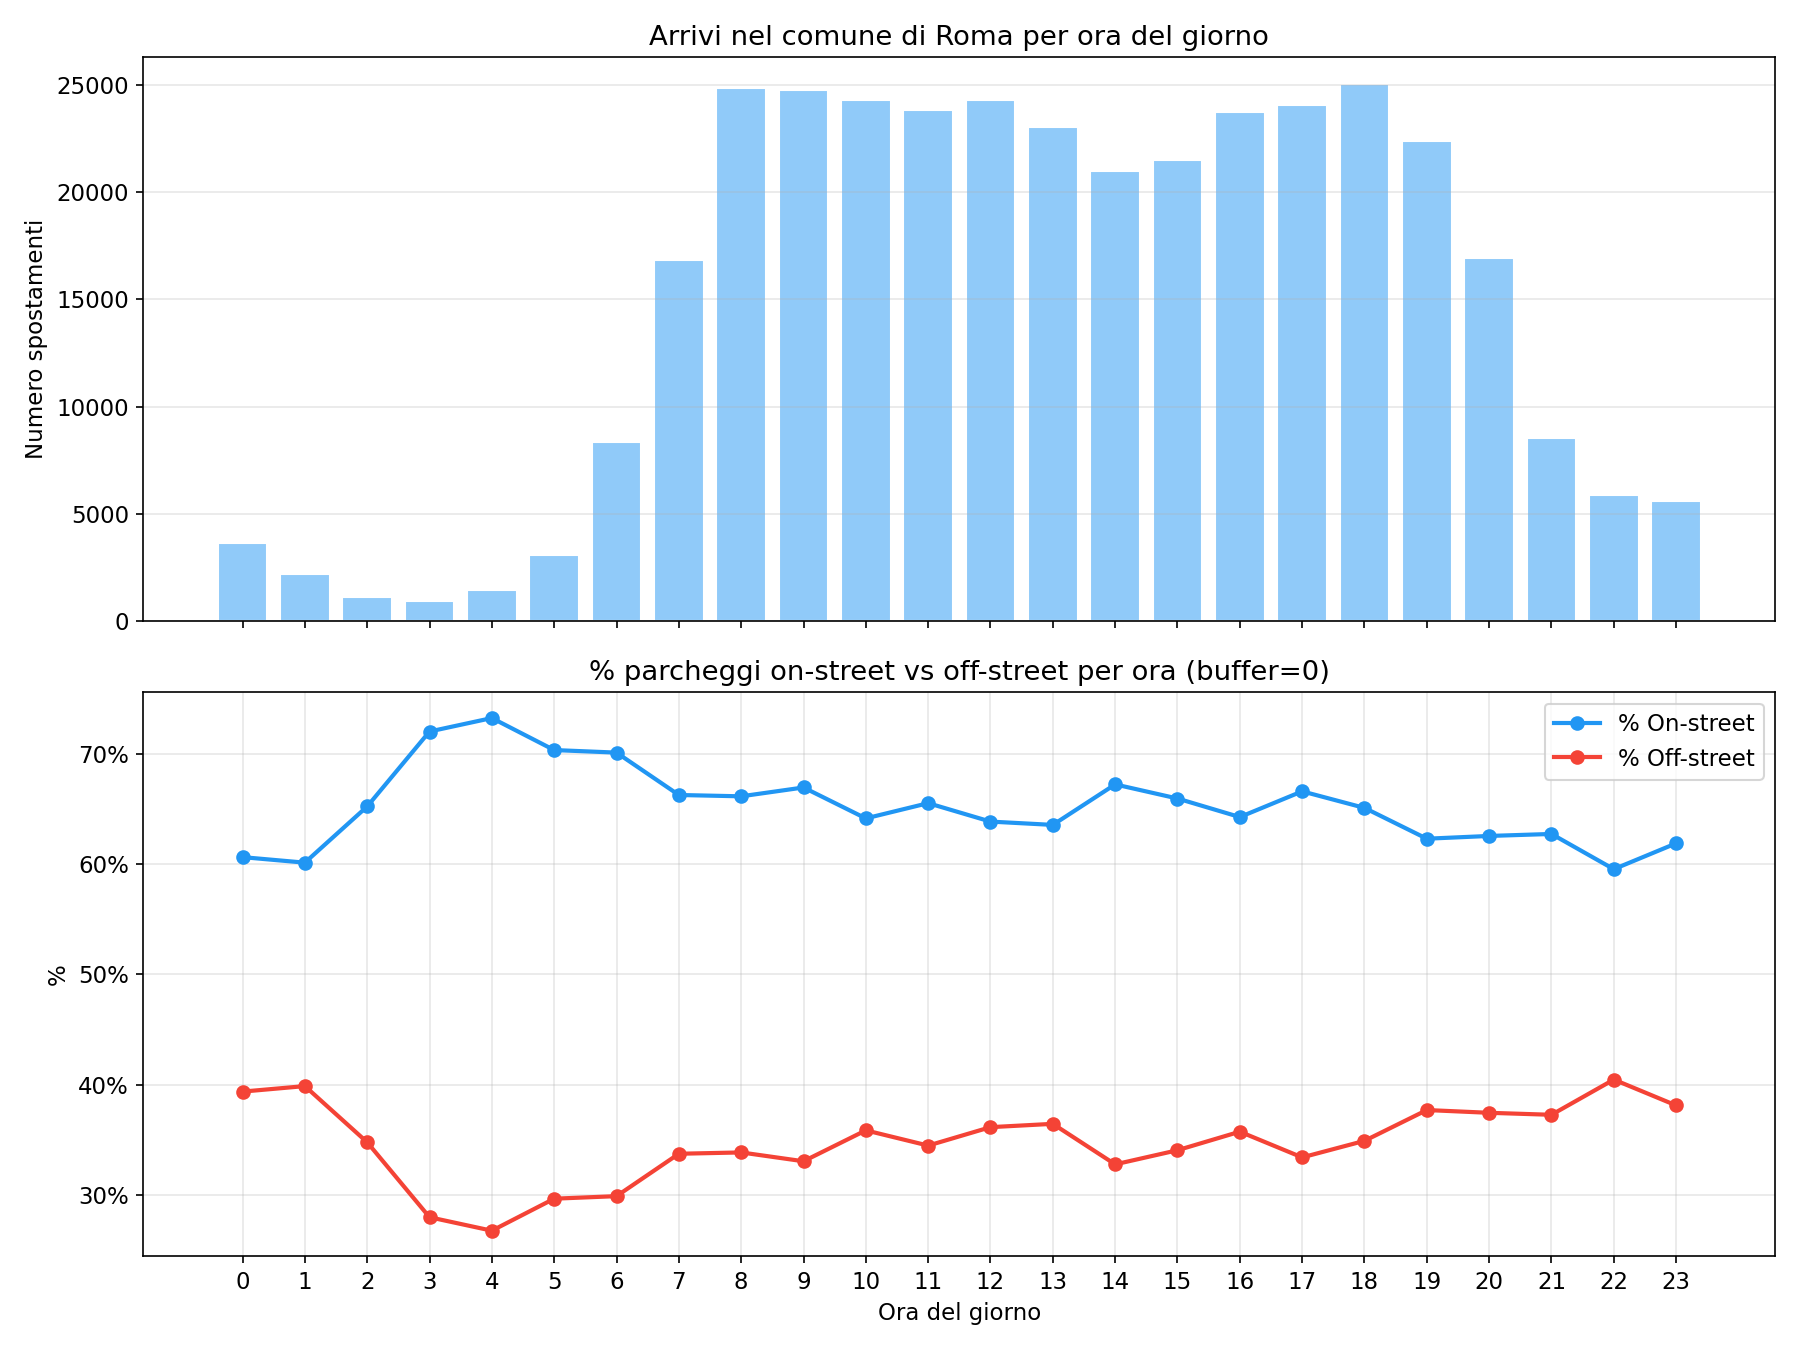 Arrivi nel comune di Roma per ora del giorno
Numero spostamenti
25000
20000
15000
10000
5000
0
% parcheggi on-street vs off-street per ora (buffer=0)
% On-street
% Off-street
%
70%
60%
50%
40%
30%
0 1 2 3 4 5 6 7 8 9 10 11 12 13 14 15 16 17 18 19 20 21 22 23
Ora del giorno